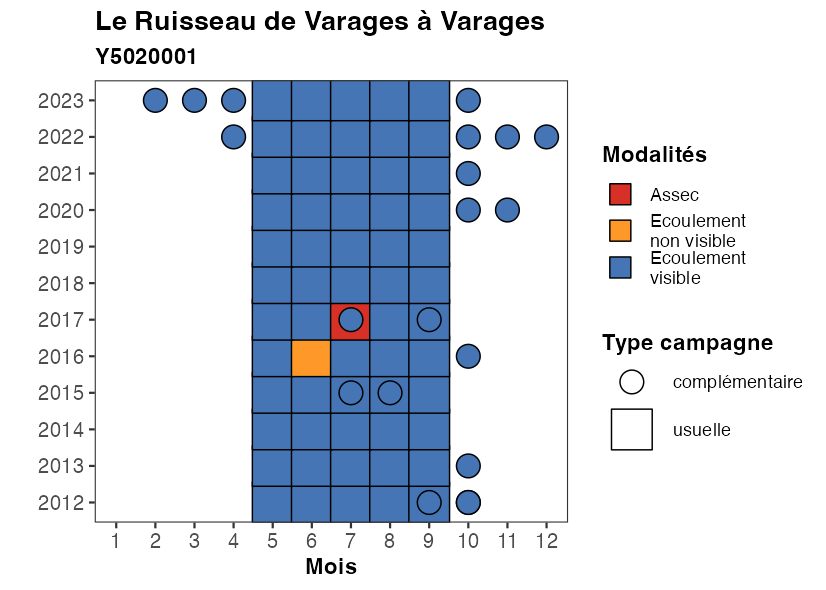 Le Ruisseau de Varages à Varages
Y5020001
2023
2022
2021
2020
2019
2018
2017
2016
2015
2014
2013
2012
1 2 3 4 5 6 7 8 9 10 11 12
Mois
Modalités
Assec
Ecoulement
non visible
Ecoulement
visible
Type campagne
complémentaire
usuelle